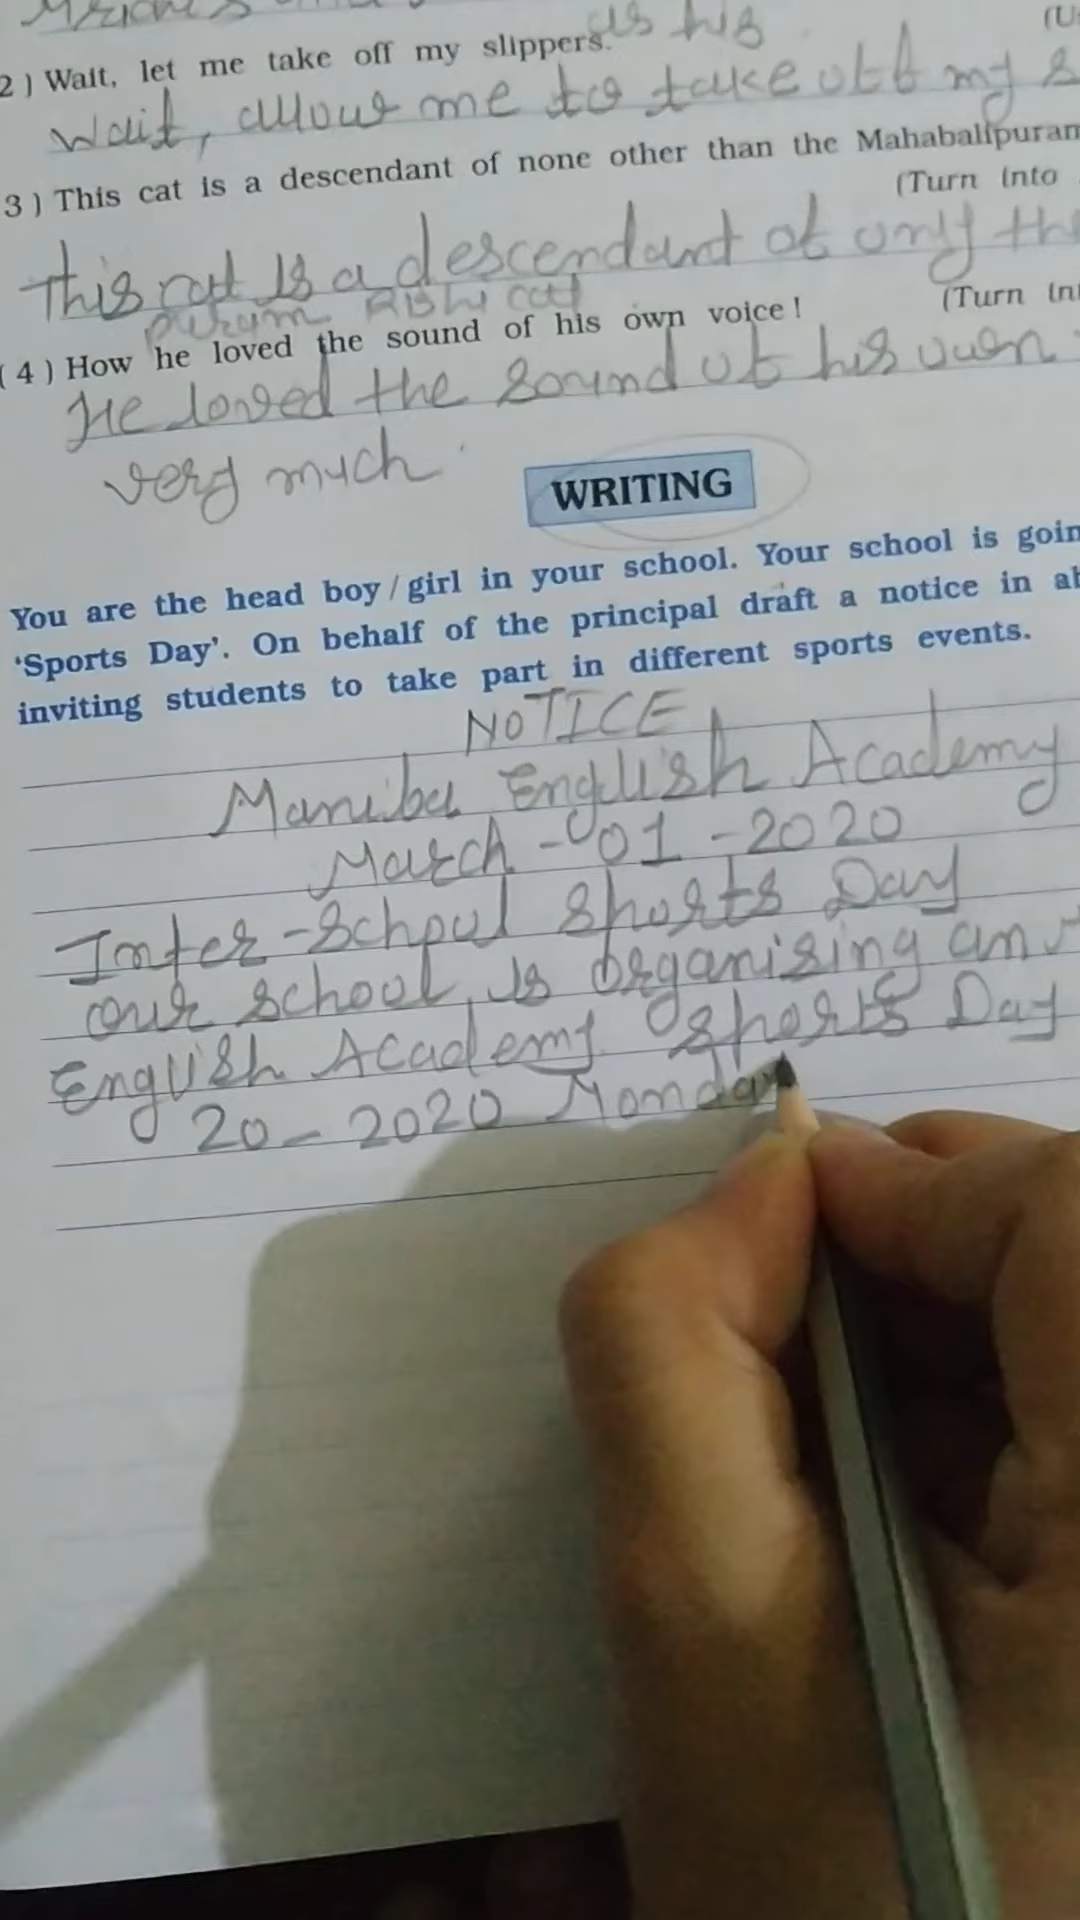 as his
(U
2 ) Wait, let me take off my slippers.
Wait, allow me to take off my s
3 ) This cat is a descendant of none other than the Mahabalipuram
(Turn into
This cat is a descendant of only the
puram Rishi cat
(Turn in
( 4 ) How he loved the sound of his own voice !
He loved the sound of his own
very much.
WRITING
You are the head boy / girl in your school. Your school is goin
'Sports Day'. On behalf of the principal draft a notice in ab
inviting students to take part in different sports events.
NOTICE
English Academy
March - 01 - 2020
Inter-School Sports Day
our school, is organising an
English Academy Sports Day
20 - 2020 Monday